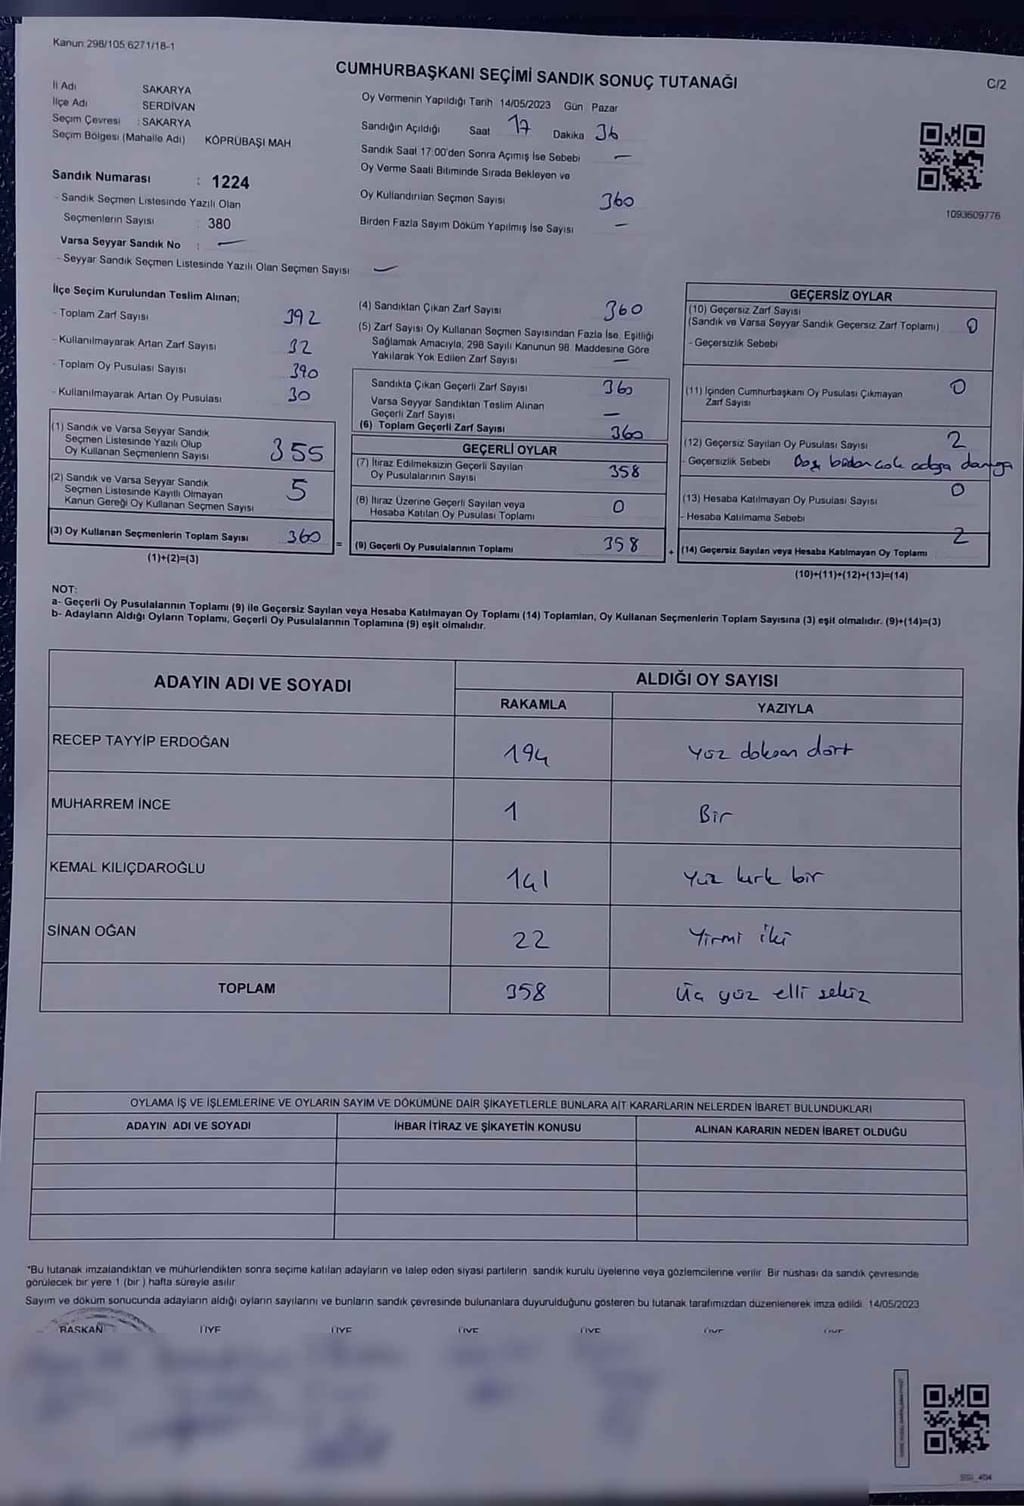 Kanun:298/105,6271/18-1
CUMHURBAŞKANI SEÇİMİ SANDIK SONUÇ TUTANAĞI
C/2
İl Adı SAKARYA
İlçe Adı SERDİVAN
Seçim Çevresi : SAKARYA
Seçim Bölgesi (Mahalle Adı) KÖPRÜBAŞI MAH
Sandık Numarası : 1224
- Sandık Seçmen Listesinde Yazılı Olan
Seçmenlerin Sayısı : 380
Varsa Seyyar Sandık No : —
- Seyyar Sandık Seçmen Listesinde Yazılı Olan Seçmen Sayısı —
Oy Vermenin Yapıldığı Tarih 14/05/2023 Gün Pazar
Sandığın Açıldığı Saat 17 Dakika 36
Sandık Saat 17:00'den Sonra Açımış İse Sebebi —
Oy Verme Saati Bitiminde Sırada Bekleyen ve
Oy Kullandırılan Seçmen Sayısı 360
Birden Fazla Sayım Döküm Yapılmış İse Sayısı —
1093609776
İlçe Seçim Kurulundan Teslim Alınan;
- Toplam Zarf Sayısı 392
- Kullanılmayarak Artan Zarf Sayısı 32
- Toplam Oy Pusulası Sayısı 390
- Kullanılmayarak Artan Oy Pusulası 30
(1) Sandık ve Varsa Seyyar Sandık
Seçmen Listesinde Yazılı Olup
Oy Kullanan Seçmenlerin Sayısı 355
(2) Sandık ve Varsa Seyyar Sandık
Seçmen Listesinde Kayıtlı Olmayan
Kanun Gereği Oy Kullanan Seçmen Sayısı 5
(3) Oy Kullanan Seçmenlerin Toplam Sayısı 360
(1)+(2)=(3)
(4) Sandıktan Çıkan Zarf Sayısı 360
(5) Zarf Sayısı Oy Kullanan Seçmen Sayısından Fazla İse, Eşitliği
Sağlamak Amacıyla, 298 Sayılı Kanunun 98. Maddesine Göre
Yakılarak Yok Edilen Zarf Sayısı —
Sandıkta Çıkan Geçerli Zarf Sayısı 360
Varsa Seyyar Sandıktan Teslim Alınan
Geçerli Zarf Sayısı —
(6) Toplam Geçerli Zarf Sayısı 360
GEÇERLİ OYLAR
(7) İtiraz Edilmeksizin Geçerli Sayılan
Oy Pusulalarının Sayısı 358
(8) İtiraz Üzerine Geçerli Sayılan veya
Hesaba Katılan Oy Pusulası Toplamı 0
= (9) Geçerli Oy Pusulalarının Toplamı 358
GEÇERSİZ OYLAR
(10) Geçersiz Zarf Sayısı
(Sandık ve Varsa Seyyar Sandık Geçersiz Zarf Toplamı) 0
- Geçersizlik Sebebi
(11) İçinden Cumhurbaşkanı Oy Pusulası Çıkmayan
Zarf Sayısı 0
(12) Geçersiz Sayılan Oy Pusulası Sayısı 2
- Geçersizlik Sebebi
(13) Hesaba Katılmayan Oy Pusulası Sayısı 0
- Hesaba Katılmama Sebebi
+ (14) Geçersiz Sayılan veya Hesaba Katılmayan Oy Toplamı 2
(10)+(11)+(12)+(13)=(14)
NOT:
a- Geçerli Oy Pusulalarının Toplamı (9) ile Geçersiz Sayılan veya Hesaba Katılmayan Oy Toplamı (14) Toplamları, Oy Kullanan Seçmenlerin Toplam Sayısına (3) eşit olmalıdır. (9)+(14)=(3)
b- Adayların Aldığı Oyların Toplamı, Geçerli Oy Pusulalarının Toplamına (9) eşit olmalıdır.
ADAYIN ADI VE SOYADI ALDIĞI OY SAYISI
RAKAMLA YAZIYLA
RECEP TAYYİP ERDOĞAN 194 Yüz doksan dört
MUHARREM İNCE 1 Bir
KEMAL KILIÇDAROĞLU 141 Yüz kırk bir
SİNAN OĞAN 22 Yirmi iki
TOPLAM 358 Üç yüz elli sekiz
OYLAMA İŞ VE İŞLEMLERİNE VE OYLARIN SAYIM VE DÖKÜMÜNE DAİR ŞİKAYETLERLE BUNLARA AİT KARARLARIN NELERDEN İBARET BULUNDUKLARI
ADAYIN ADI VE SOYADI İHBAR İTİRAZ VE ŞİKAYETİN KONUSU ALINAN KARARIN NEDEN İBARET OLDUĞU
*Bu tutanak imzalandıktan ve mühürlendikten sonra seçime katılan adayların ve talep eden siyasi partilerin sandık kurulu üyelerine veya gözlemcilerine verilir. Bir nüshası da sandık çevresinde
görülecek bir yere 1 (bir) hafta süreyle asılır
Sayım ve döküm sonucunda adayların aldığı oyların sayılarını ve bunların sandık çevresinde bulunanlara duyurulduğunu gösteren bu tutanak tarafımızdan düzenlenerek imza edildi. 14/05/2023
BAŞKAN ÜYE ÜYE ÜYE ÜYE ÜYE ÜYE